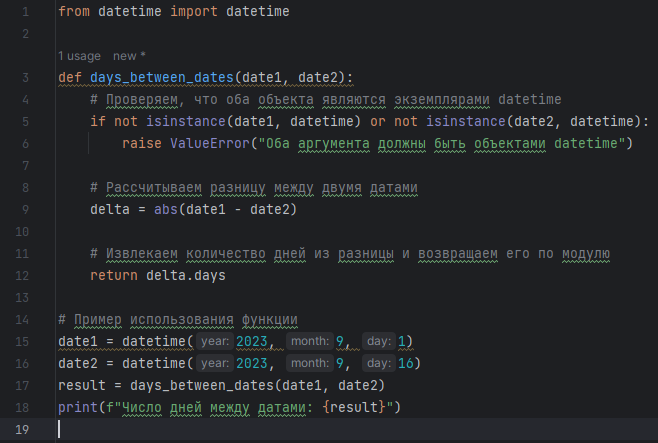 1 from datetime import datetime
2
1 usage new *
3 def days_between_dates(date1, date2):
4 # Проверяем, что оба объекта являются экземплярами datetime
5 if not isinstance(date1, datetime) or not isinstance(date2, datetime):
6 raise ValueError("Оба аргумента должны быть объектами datetime")
7
8 # Рассчитываем разницу между двумя датами
9 delta = abs(date1 - date2)
10
11 # Извлекаем количество дней из разницы и возвращаем его по модулю
12 return delta.days
13
14 # Пример использования функции
15 date1 = datetime( year: 2023, month: 9, day: 1)
16 date2 = datetime( year: 2023, month: 9, day: 16)
17 result = days_between_dates(date1, date2)
18 print(f"Число дней между датами: {result}")
19